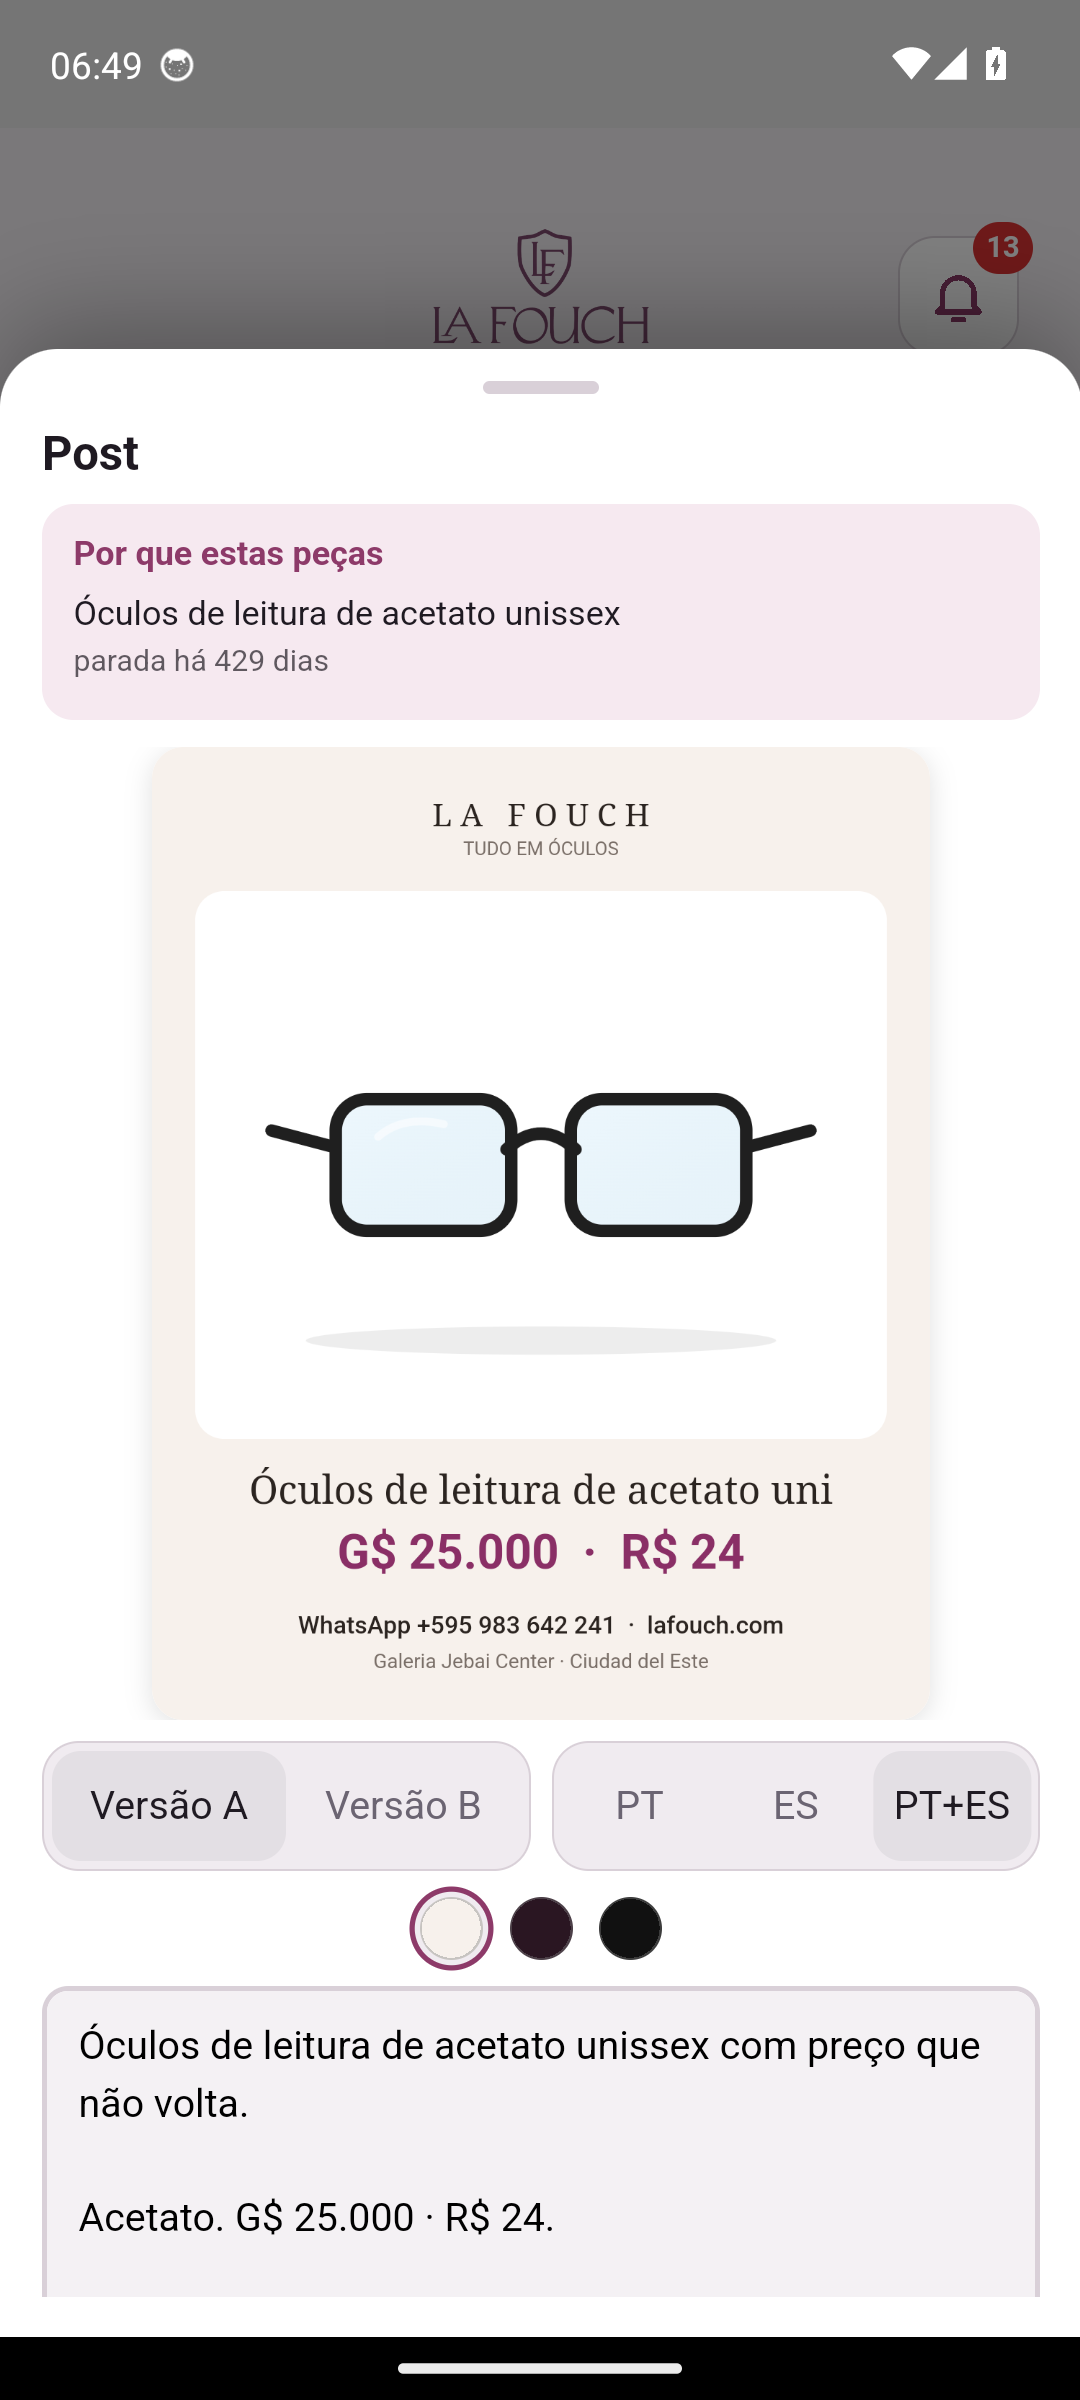 06:49
13
LF
LA FOUCH
Post
Por que estas peças
Óculos de leitura de acetato unissex
parada há 429 dias
LA FOUCH
TUDO EM ÓCULOS
Óculos de leitura de acetato uni
G$ 25.000 · R$ 24
WhatsApp +595 983 642 241 · lafouch.com
Galeria Jebai Center · Ciudad del Este
Versão A Versão B PT ES PT+ES
Óculos de leitura de acetato unissex com preço que
não volta.
Acetato. G$ 25.000 · R$ 24.